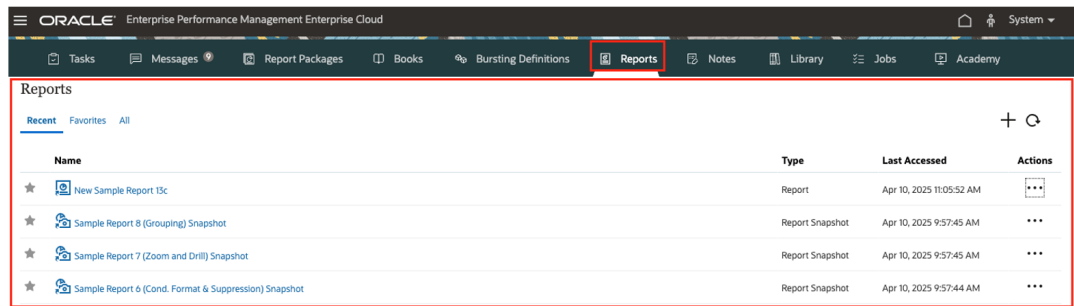 ORACLE Enterprise Performance Management Enterprise Cloud System
Tasks Messages 9 Report Packages Books Bursting Definitions Reports Notes Library Jobs Academy
Reports
Recent Favorites All
Name Type Last Accessed Actions
New Sample Report 13c Report Apr 10, 2025 11:05:52 AM
Sample Report 8 (Grouping) Snapshot Report Snapshot Apr 10, 2025 9:57:45 AM
Sample Report 7 (Zoom and Drill) Snapshot Report Snapshot Apr 10, 2025 9:57:45 AM
Sample Report 6 (Cond. Format & Suppression) Snapshot Report Snapshot Apr 10, 2025 9:57:44 AM